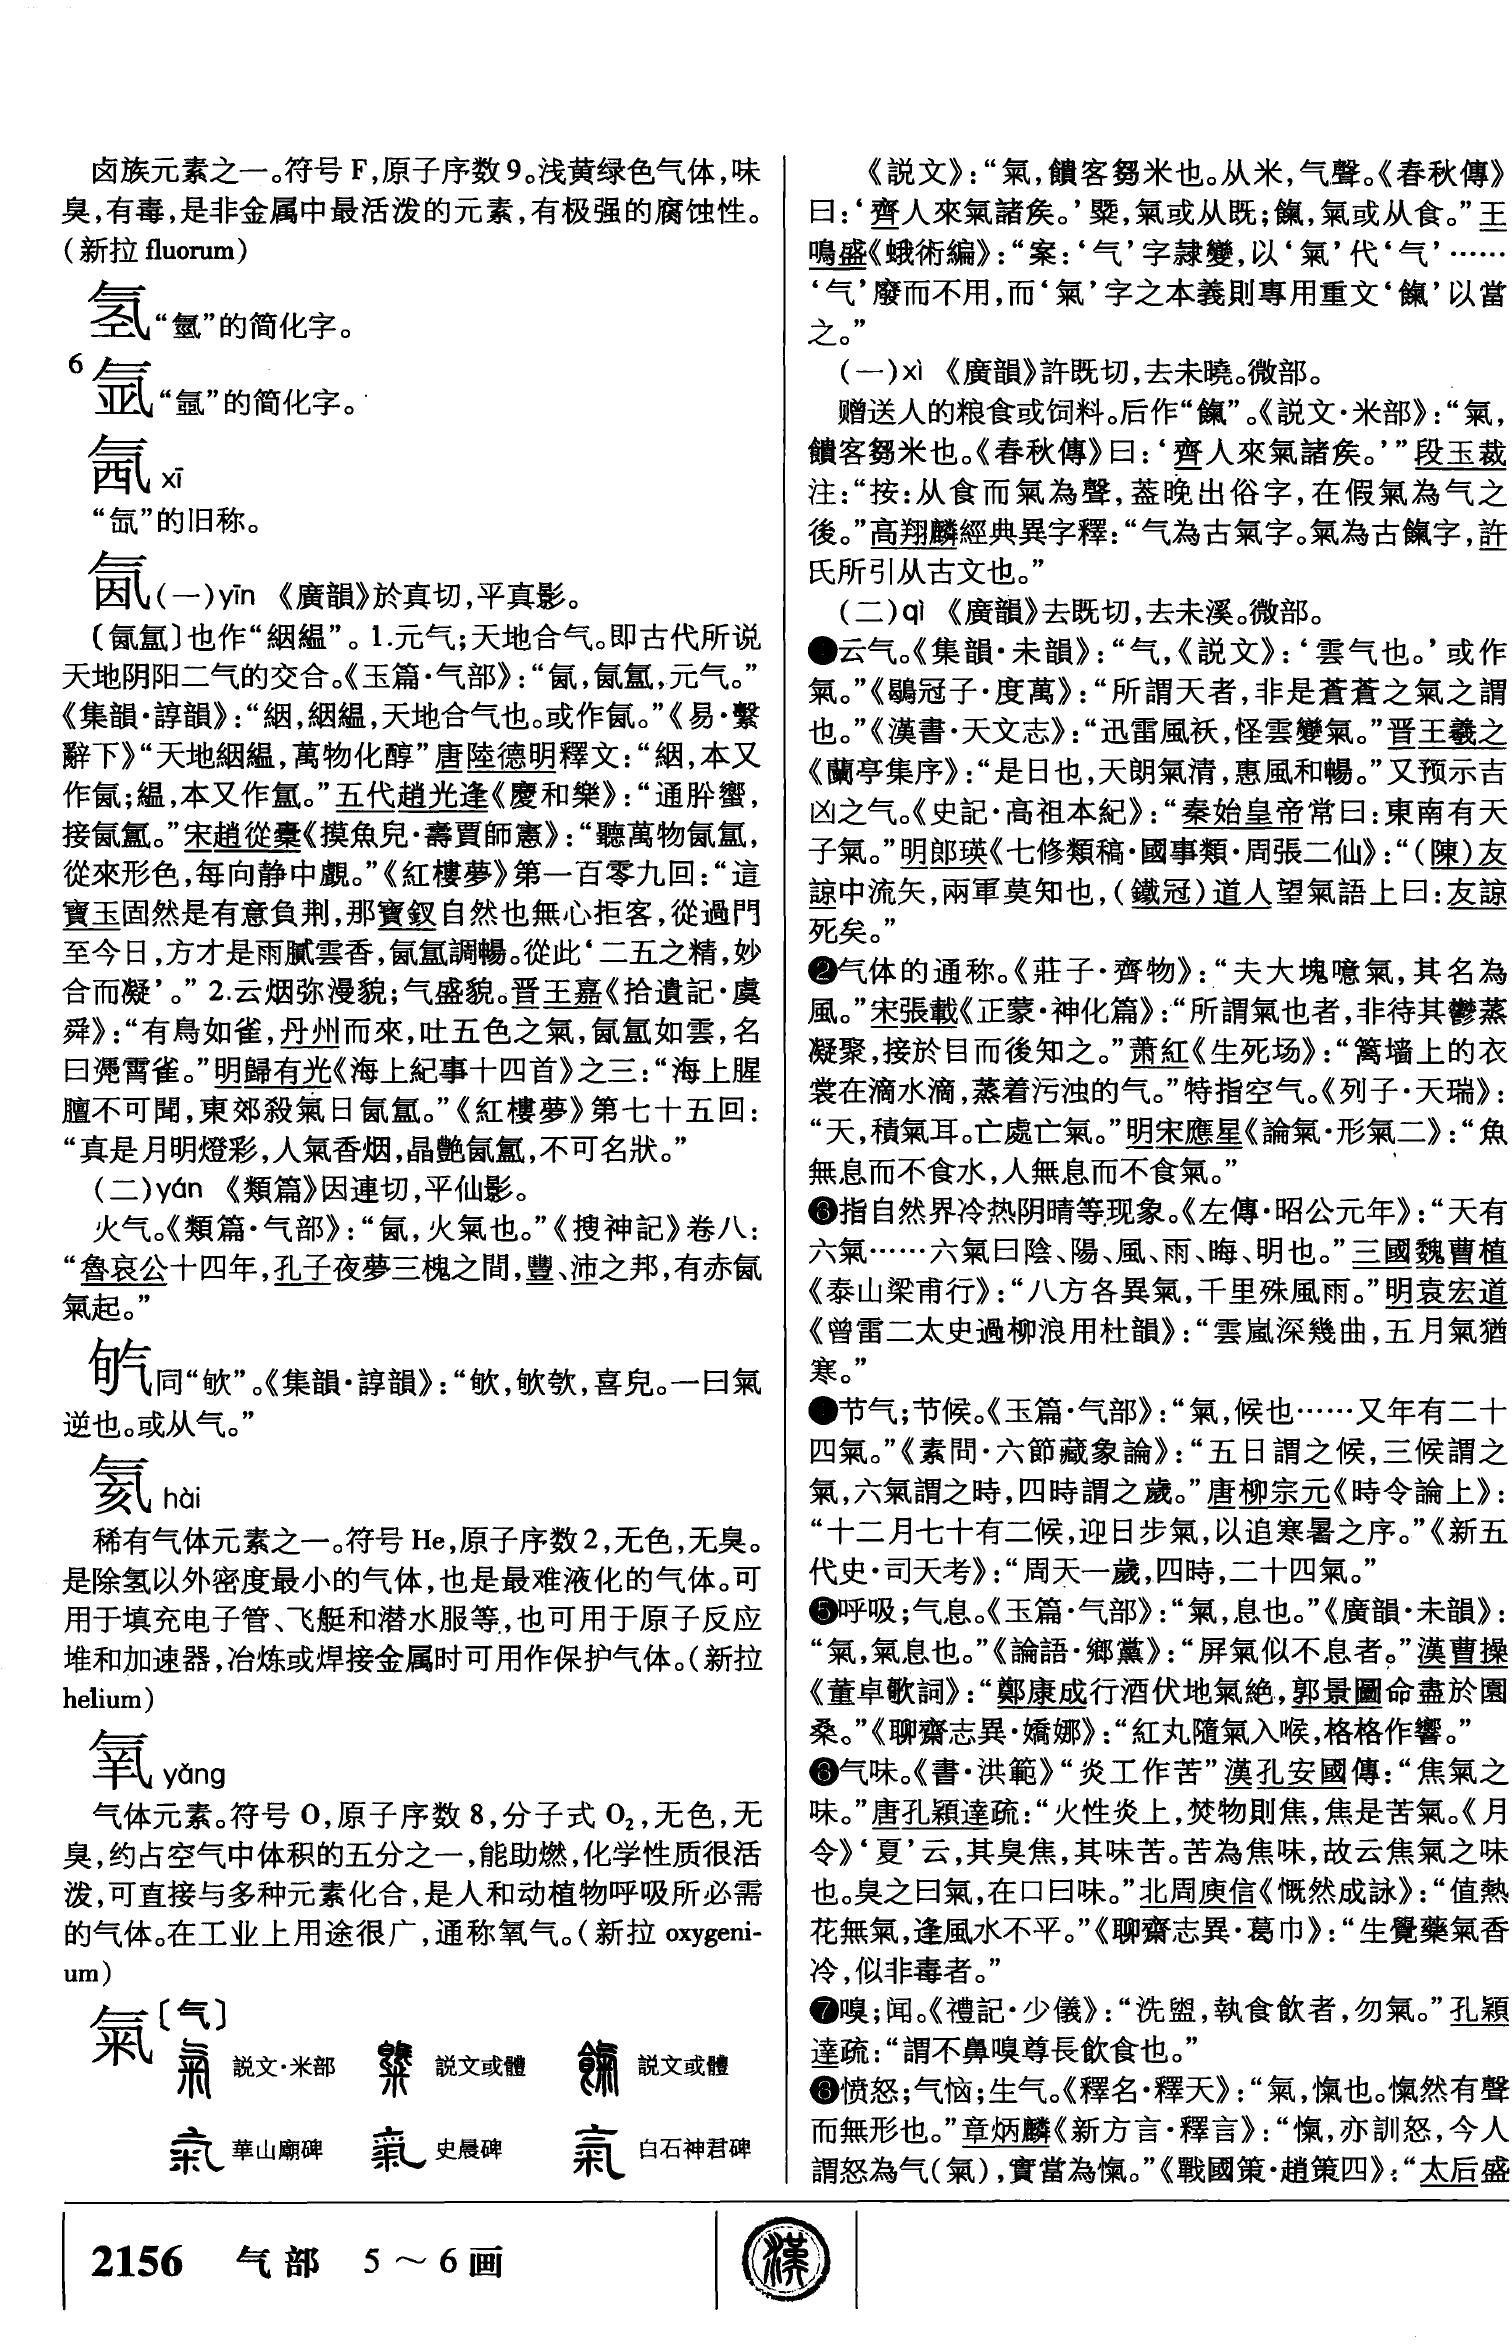 卤族元素之一。符号F,原子序数9。浅黄绿色气体,味
臭,有毒,是非金属中最活泼的元素,有极强的腐蚀性。
(新拉 fluorum)
氢“氫”的简化字。
6
氩“氬”的简化字。
氥 xī
“氙”的旧称。
氤(一)yīn 《廣韻》於真切,平真影。
〔氤氲〕也作“絪緼”。1.元气;天地合气。即古代所说
天地阴阳二气的交合。《玉篇·气部》:“氤,氤氲,元气。”
《集韻·諄韻》:“絪,絪緼,天地合气也。或作氤。”《易·繫
辭下》“天地絪緼,萬物化醇”唐陸德明釋文:“絪,本又
作氤;緼,本又作氲。”五代趙光逢《慶和樂》:“通肸蠁,
接氤氲。”宋趙從橐《摸魚兒·壽賈師憲》:“聽萬物氤氲,
從來形色,每向静中覷。”《紅樓夢》第一百零九回:“這
寶玉固然是有意負荆,那寶釵自然也無心拒客,從過門
至今日,方才是雨膩雲香,氤氲調暢。從此‘二五之精,妙
合而凝’。”2.云烟弥漫貌;气盛貌。晋王嘉《拾遺記·虞
舜》:“有鳥如雀,丹州而來,吐五色之氣,氤氲如雲,名
曰憑霄雀。”明歸有光《海上紀事十四首》之三:“海上腥
膻不可聞,東郊殺氣日氤氲。”《紅樓夢》第七十五回:
“真是月明燈彩,人氣香烟,晶艷氤氲,不可名狀。”
(二)yán 《類篇》因連切,平仙影。
火气。《類篇·气部》:“氤,火氣也。”《搜神記》卷八:
“魯哀公十四年,孔子夜夢三槐之間,豐、沛之邦,有赤氤
氣起。”
同“欨”。《集韻·諄韻》:“欨,欨欷,喜皃。一曰氣
逆也。或从气。”
氦 hài
稀有气体元素之一。符号He,原子序数2,无色,无臭。
是除氢以外密度最小的气体,也是最难液化的气体。可
用于填充电子管、飞艇和潜水服等,也可用于原子反应
堆和加速器,冶炼或焊接金属时可用作保护气体。(新拉
helium)
氧 yǎng
气体元素。符号 O,原子序数8,分子式 O₂,无色,无
臭,约占空气中体积的五分之一,能助燃,化学性质很活
泼,可直接与多种元素化合,是人和动植物呼吸所必需
的气体。在工业上用途很广,通称氧气。(新拉 oxygeni-
um)
氣〔气〕
氣 説文·米部 䊠 説文或體 餼 説文或體
氣 華山廟碑 氣 史晨碑 氣 白石神君碑
《説文》:“氣,饋客芻米也。从米,气聲。《春秋傳》
曰:‘齊人來氣諸矦。’䊠,氣或从既;餼,氣或从食。”王
鳴盛《蛾術編》:“案:‘气’字隷變,以‘氣’代‘气’……
‘气’廢而不用,而‘氣’字之本義則專用重文‘餼’以當
之。”
(一)xì 《廣韻》許既切,去未曉。微部。
赠送人的粮食或饲料。后作“餼”。《説文·米部》:“氣,
饋客芻米也。《春秋傳》曰:‘齊人來氣諸矦。’”段玉裁
注:“按:从食而氣為聲,蓋晚出俗字,在假氣為气之
後。”高翔麟經典異字釋:“气為古氣字。氣為古餼字,許
氏所引从古文也。”
(二)qì 《廣韻》去既切,去未溪。微部。
❶云气。《集韻·未韻》:“气,《説文》:‘雲气也。’或作
氣。”《鶡冠子·度萬》:“所謂天者,非是蒼蒼之氣之謂
也。”《漢書·天文志》:“迅雷風祅,怪雲變氣。”晋王羲之
《蘭亭集序》:“是日也,天朗氣清,惠風和暢。”又预示吉
凶之气。《史記·高祖本紀》:“秦始皇帝常曰:東南有天
子氣。”明郎瑛《七修類稿·國事類·周張二仙》:“(陳)友
諒中流矢,兩軍莫知也,(鐵冠)道人望氣語上曰:友諒
死矣。”
❷气体的通称。《莊子·齊物》:“夫大塊噫氣,其名為
風。”宋張載《正蒙·神化篇》:“所謂氣也者,非待其鬱蒸
凝聚,接於目而後知之。”萧紅《生死场》:“篱墙上的衣
裳在滴水滴,蒸着污浊的气。”特指空气。《列子·天瑞》:
“天,積氣耳。亡處亡氣。”明宋應星《論氣·形氣二》:“魚
無息而不食水,人無息而不食氣。”
❸指自然界冷热阴晴等现象。《左傳·昭公元年》:“天有
六氣……六氣曰陰、陽、風、雨、晦、明也。”三國魏曹植
《泰山梁甫行》:“八方各異氣,千里殊風雨。”明袁宏道
《曾雷二太史過柳浪用杜韻》:“雲嵐深幾曲,五月氣猶
寒。”
❹节气;节候。《玉篇·气部》:“氣,候也……又年有二十
四氣。”《素問·六節藏象論》:“五日謂之候,三候謂之
氣,六氣謂之時,四時謂之歲。”唐柳宗元《時令論上》:
“十二月七十有二候,迎日步氣,以追寒暑之序。”《新五
代史·司天考》:“周天一歲,四時,二十四氣。”
❺呼吸;气息。《玉篇·气部》:“氣,息也。”《廣韻·未韻》:
“氣,氣息也。”《論語·鄉黨》:“屏氣似不息者。”漢曹操
《董卓歌詞》:“鄭康成行酒伏地氣絶,郭景圖命盡於園
桑。”《聊齋志異·嬌娜》:“紅丸隨氣入喉,格格作響。”
❻气味。《書·洪範》“炎工作苦”漢孔安國傳:“焦氣之
味。”唐孔穎達疏:“火性炎上,焚物則焦,焦是苦氣。《月
令》‘夏’云,其臭焦,其味苦。苦為焦味,故云焦氣之味
也。臭之曰氣,在口曰味。”北周庾信《慨然成詠》:“值熱
花無氣,逢風水不平。”《聊齋志異·葛巾》:“生覺藥氣香
冷,似非毒者。”
❼嗅;闻。《禮記·少儀》:“洗盥,執食飲者,勿氣。”孔穎
達疏:“謂不鼻嗅尊長飲食也。”
❽愤怒;气恼;生气。《釋名·釋天》:“氣,愾也。愾然有聲
而無形也。”章炳麟《新方言·釋言》:“愾,亦訓怒,今人
謂怒為气(氣),實當為愾。”《戰國策·趙策四》:“太后盛
2156 气部 5～6画
漢